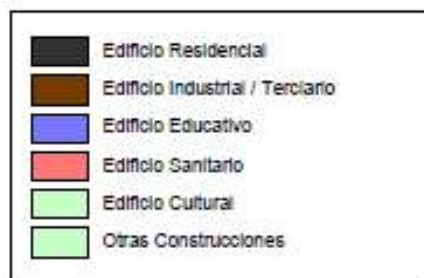 Edificio Residencial
Edificio Industrial / Terciario
Edificio Educativo
Edificio Sanitario
Edificio Cultural
Otras Construcciones